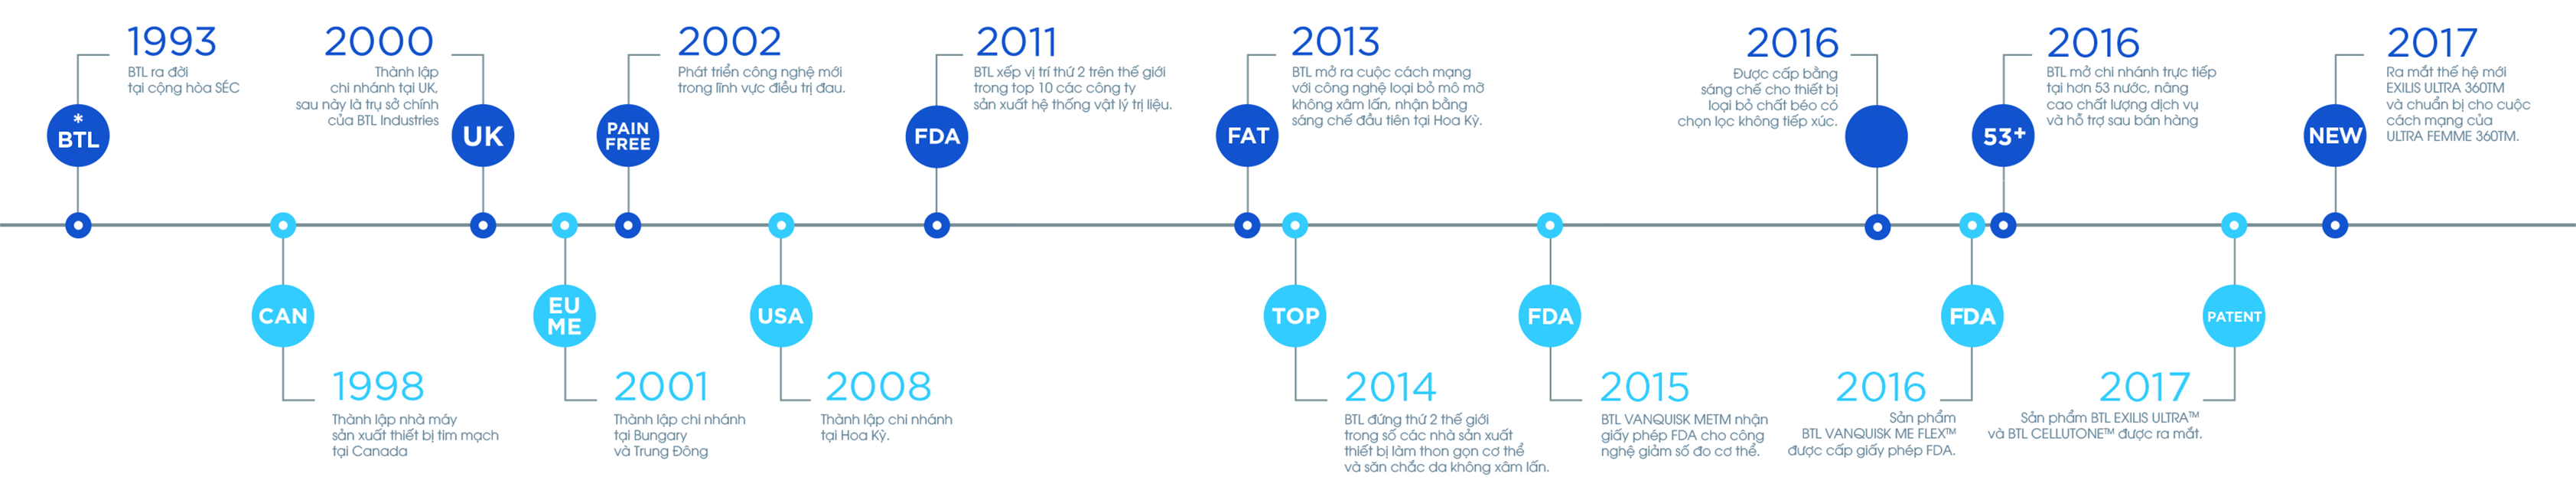 1993
BTL ra đời
tại cộng hòa SÉC
* BTL
2000
Thành lập
chi nhánh tại UK,
sau này là trụ sở chính
của BTL Industries
UK
2002
Phát triển công nghệ mới
trong lĩnh vực điều trị đau.
PAIN
FREE
2011
BTL xếp vị trí thứ 2 trên thế giới
trong top 10 các công ty
sản xuất hệ thống vật lý trị liệu.
FDA
2013
BTL mở ra cuộc cách mạng
với công nghệ loại bỏ mô mỡ
không xâm lấn, nhận bằng
sáng chế đầu tiên tại Hoa Kỳ.
FAT
2016
Được cấp bằng
sáng chế cho thiết bị
loại bỏ chất béo có
chọn lọc không tiếp xúc.
2016
BTL mở chi nhánh trực tiếp
tại hơn 53 nước, nâng
cao chất lượng dịch vụ
và hỗ trợ sau bán hàng
53+
2017
Ra mắt thế hệ mới
EXILIS ULTRA 360TM
và chuẩn bị cho cuộc
cách mạng của
ULTRA FEMME 360TM.
NEW
CAN
1998
Thành lập nhà máy
sản xuất thiết bị tim mạch
tại Canada
EU
ME
2001
Thành lập chi nhánh
tại Bungary
và Trung Đông
USA
2008
Thành lập chi nhánh
tại Hoa Kỳ.
TOP
2014
BTL đứng thứ 2 thế giới
trong số các nhà sản xuất
thiết bị làm thon gọn cơ thể
và săn chắc da không xâm lấn.
FDA
2015
BTL VANQUISK METM nhận
giấy phép FDA cho công
nghệ giảm số đo cơ thể.
FDA
2016
Sản phẩm
BTL VANQUISK ME FLEX™
được cấp giấy phép FDA.
PATENT
2017
Sản phẩm BTL EXILIS ULTRA™
và BTL CELLUTONE™ được ra mắt.